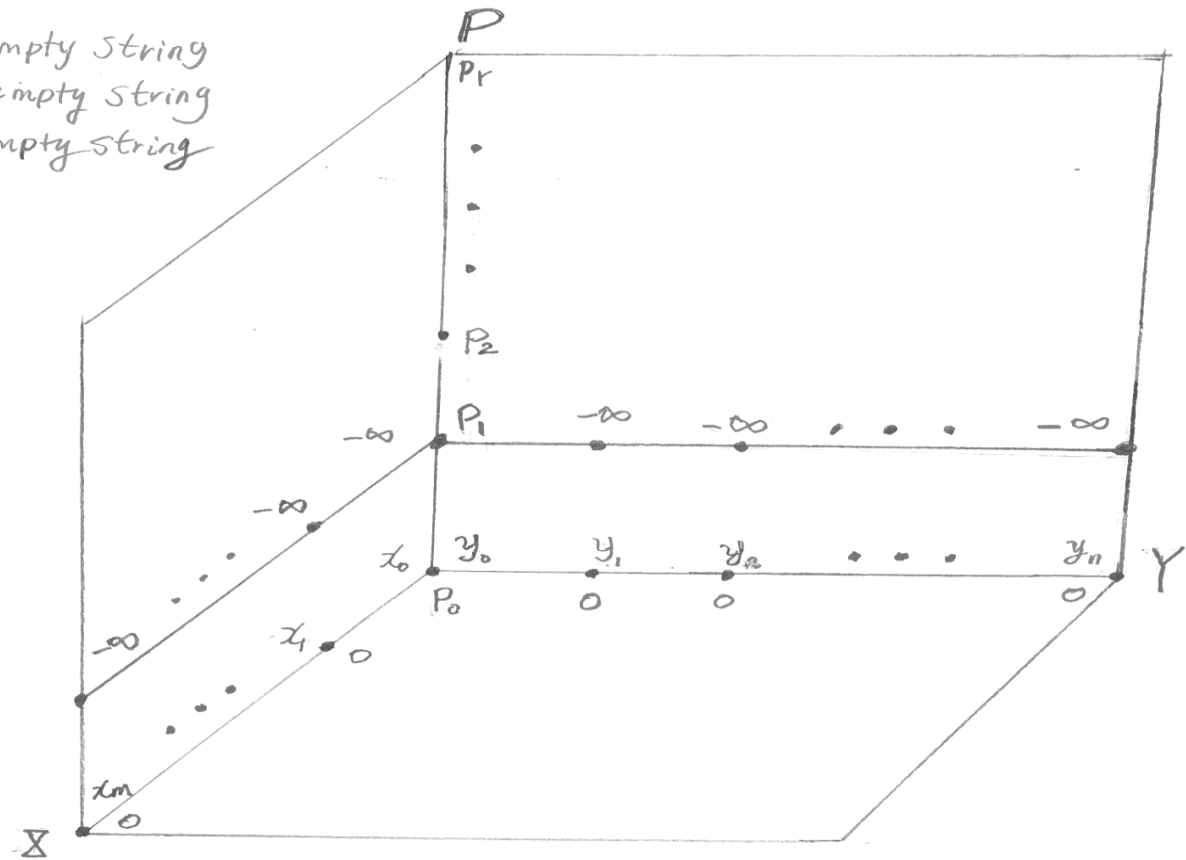 mpty string
empty string
mpty string
P
Pr
P2
P1
-∞ -∞ -∞ -∞
-∞
x0 y0 y1 y2 yn Y
P0 0 0 0
-∞
x1 0
xm
0
X